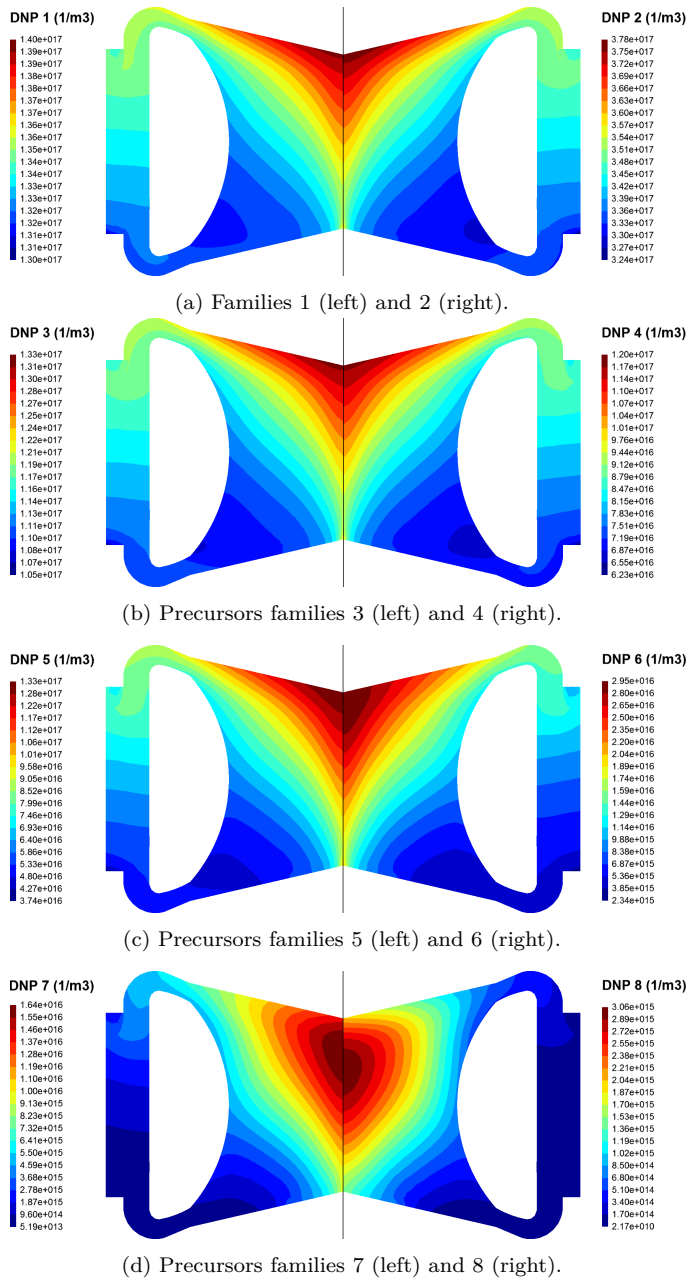 DNP 1 (1/m3)
1.40e+017
1.39e+017
1.39e+017
1.38e+017
1.37e+017
1.37e+017
1.36e+017
1.36e+017
1.35e+017
1.34e+017
1.34e+017
1.33e+017
1.33e+017
1.32e+017
1.31e+017
1.31e+017
1.30e+017
DNP 2 (1/m3)
3.78e+017
3.75e+017
3.72e+017
3.69e+017
3.66e+017
3.63e+017
3.60e+017
3.57e+017
3.54e+017
3.51e+017
3.48e+017
3.45e+017
3.42e+017
3.39e+017
3.36e+017
3.33e+017
3.30e+017
3.27e+017
3.24e+017
(a) Families 1 (left) and 2 (right).
DNP 3 (1/m3)
1.33e+017
1.31e+017
1.30e+017
1.28e+017
1.26e+017
1.24e+017
1.22e+017
1.21e+017
1.19e+017
1.17e+017
1.15e+017
1.14e+017
1.12e+017
1.10e+017
1.08e+017
1.07e+017
1.05e+017
DNP 4 (1/m3)
1.20e+017
1.17e+017
1.14e+017
1.10e+017
1.07e+017
1.04e+017
1.01e+017
9.76e+016
9.44e+016
9.12e+016
8.79e+016
8.47e+016
8.15e+016
7.83e+016
7.51e+016
7.19e+016
6.87e+016
6.55e+016
6.23e+016
(b) Precursors families 3 (left) and 4 (right).
DNP 5 (1/m3)
1.33e+017
1.28e+017
1.22e+017
1.17e+017
1.12e+017
1.06e+017
1.01e+017
9.58e+016
9.05e+016
8.52e+016
7.99e+016
7.46e+016
6.93e+016
6.40e+016
5.86e+016
5.33e+016
4.80e+016
4.27e+016
3.74e+016
DNP 6 (1/m3)
2.95e+016
2.80e+016
2.65e+016
2.50e+016
2.35e+016
2.20e+016
2.04e+016
1.89e+016
1.74e+016
1.59e+016
1.44e+016
1.29e+016
1.14e+016
9.88e+015
8.38e+015
6.87e+015
5.36e+015
3.85e+015
2.34e+015
(c) Precursors families 5 (left) and 6 (right).
DNP 7 (1/m3)
1.64e+016
1.55e+016
1.46e+016
1.37e+016
1.28e+016
1.19e+016
1.10e+016
1.00e+016
9.13e+015
8.23e+015
7.32e+015
6.41e+015
5.50e+015
4.59e+015
3.68e+015
2.78e+015
1.87e+015
9.60e+014
5.19e+013
DNP 8 (1/m3)
3.06e+015
2.89e+015
2.72e+015
2.55e+015
2.38e+015
2.21e+015
2.04e+015
1.87e+015
1.70e+015
1.53e+015
1.36e+015
1.19e+015
1.02e+015
8.50e+014
6.80e+014
5.10e+014
3.40e+014
1.70e+014
2.17e+010
(d) Precursors families 7 (left) and 8 (right).